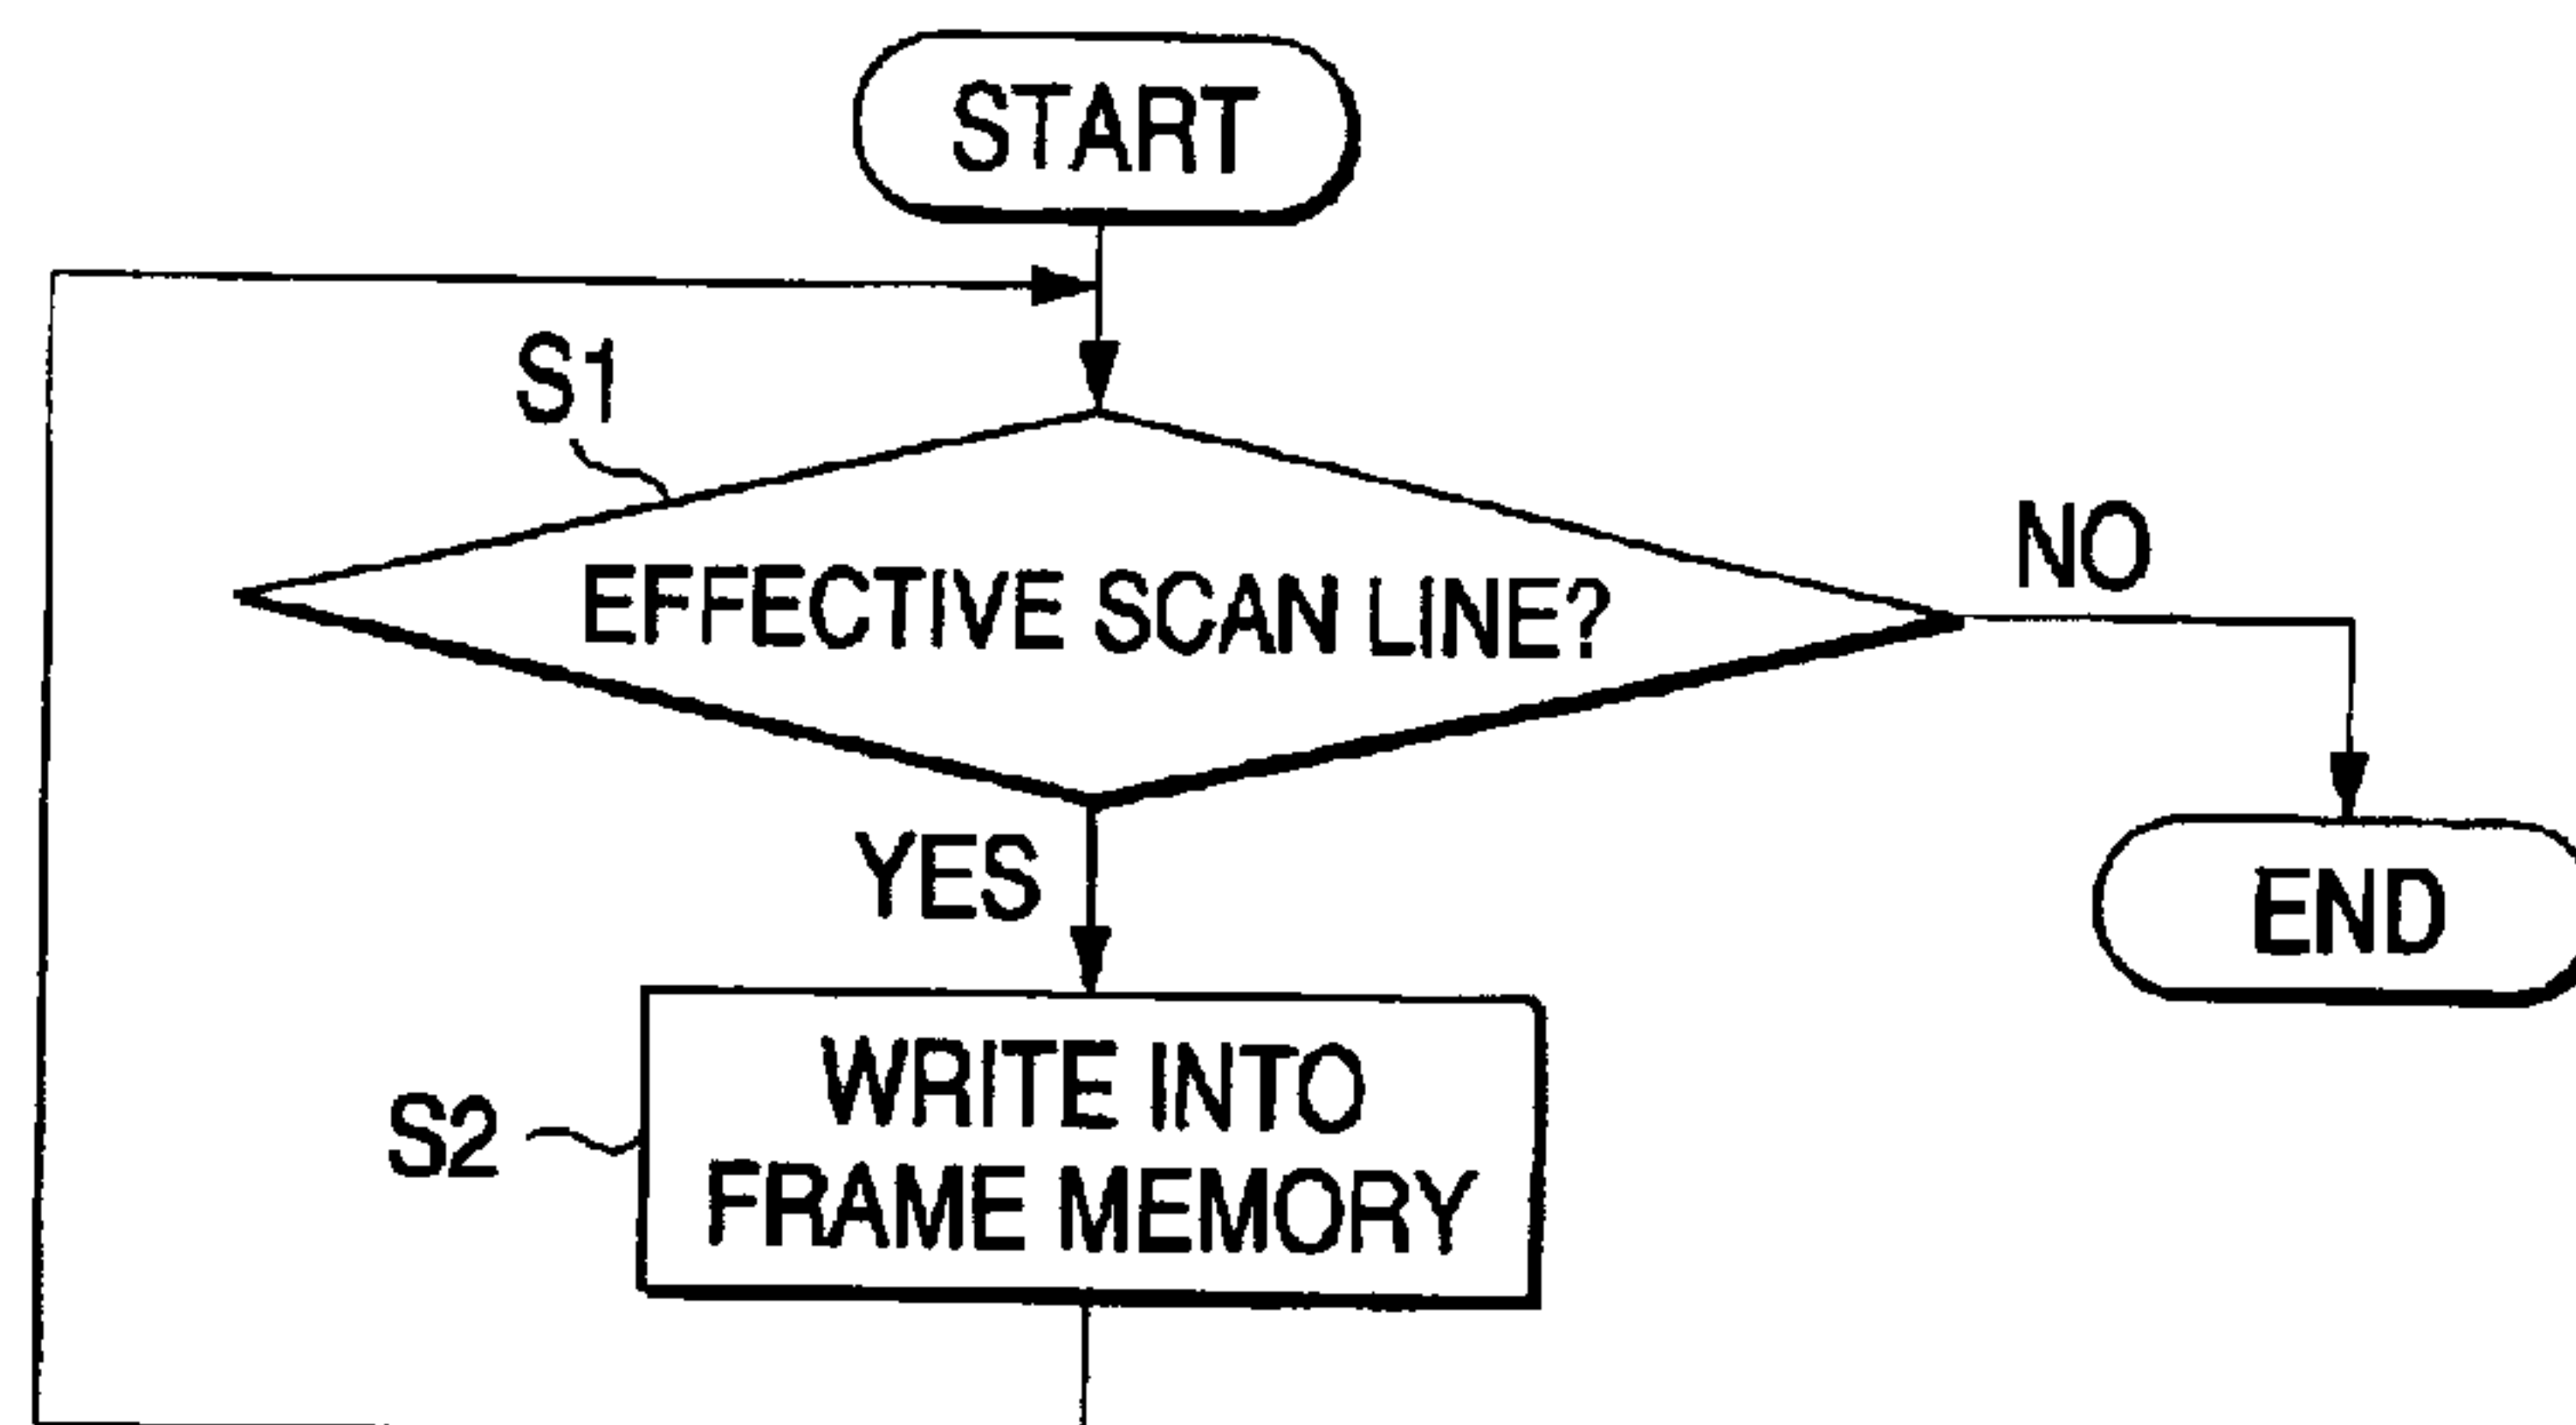 START
S1
EFFECTIVE SCAN LINE?
NO
YES
END
WRITE INTO
FRAME MEMORY
S2